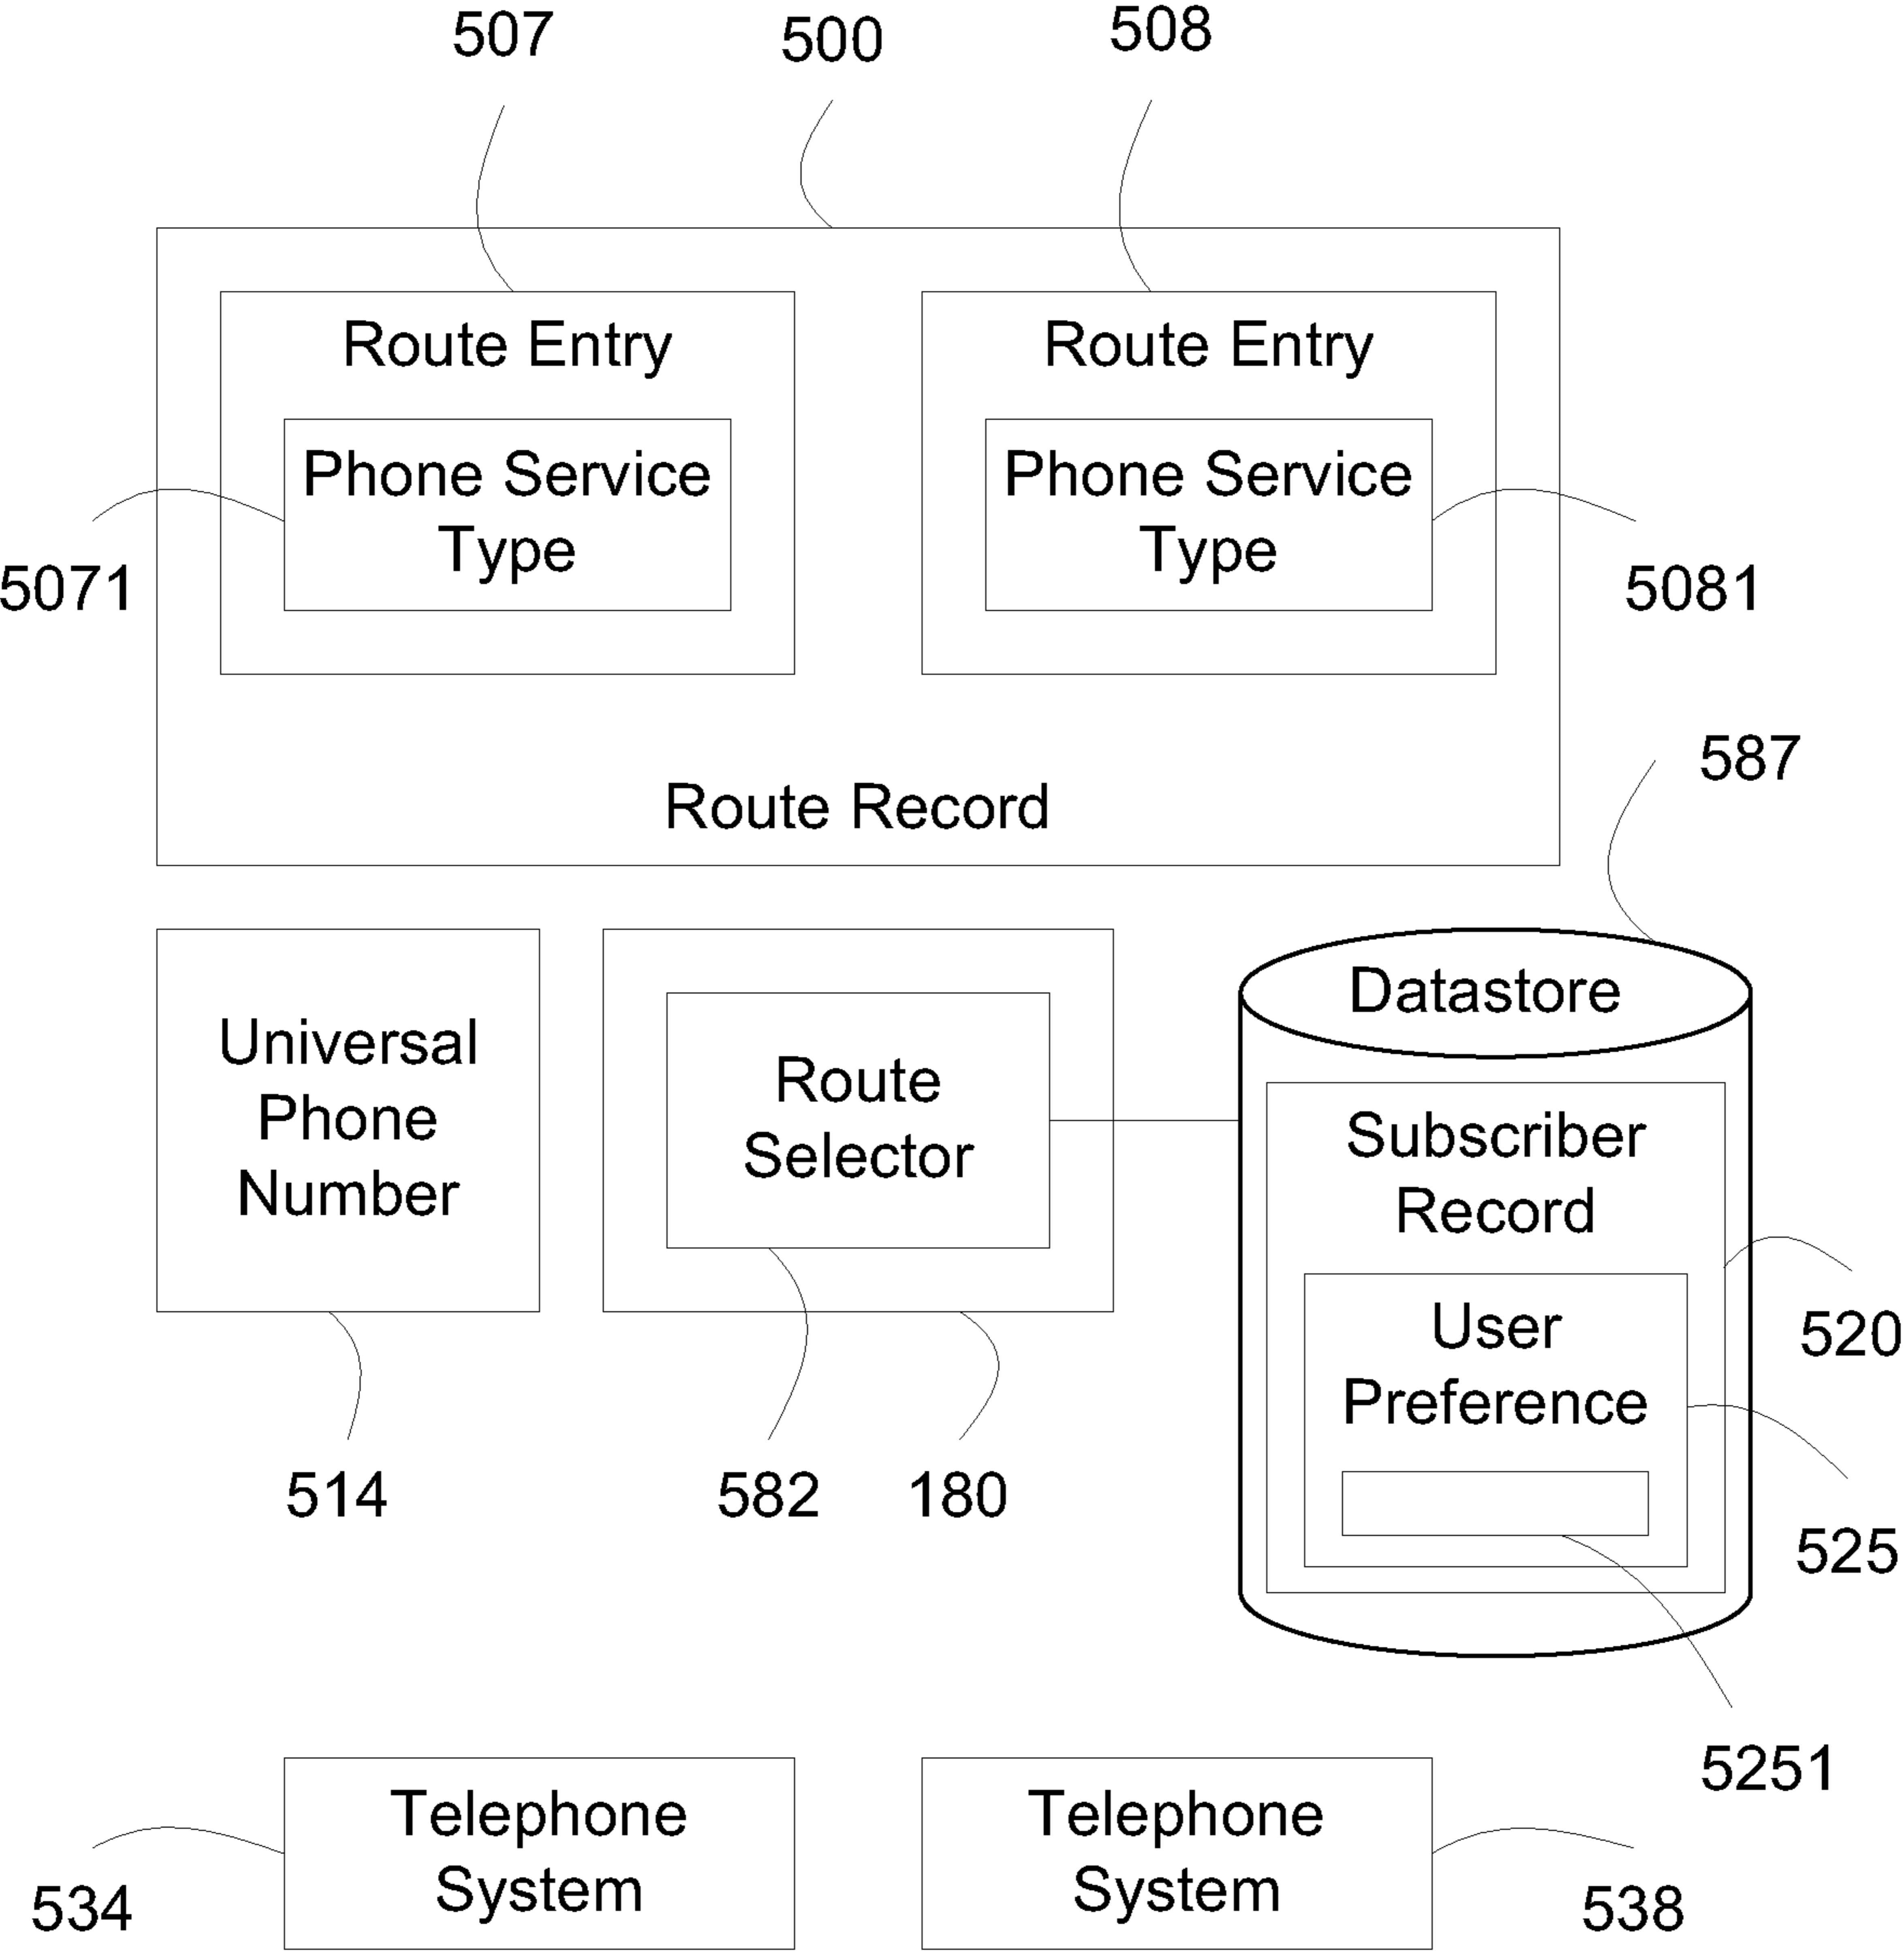 507
500
508
Route Entry
Route Entry
Phone Service
Type
Phone Service
Type
5071
5081
Route Record
587
Universal
Phone
Number
Route
Selector
Datastore
Subscriber
Record
User
Preference
520
514
582
180
525
5251
Telephone
System
Telephone
System
534
538